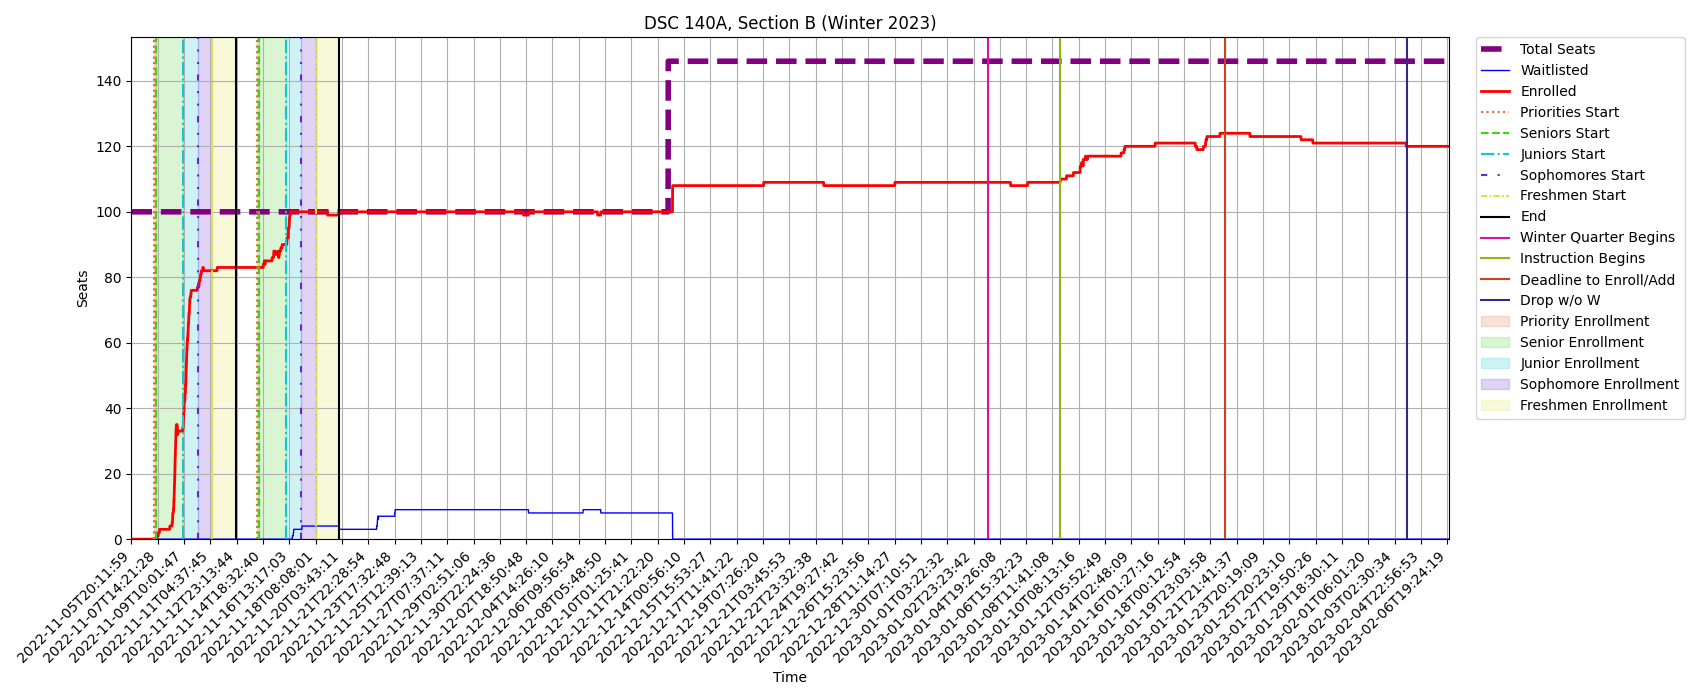 DSC 140A, Section B (Winter 2023)
Seats
140
120
100
80
60
40
20
0
2022-11-05T20:11:59
2022-11-07T14:21:28
2022-11-09T10:01:47
2022-11-11T04:37:45
2022-11-12T23:13:44
2022-11-14T18:32:40
2022-11-16T13:17:03
2022-11-18T08:08:01
2022-11-20T03:43:11
2022-11-21T22:28:54
2022-11-23T17:32:48
2022-11-25T12:39:13
2022-11-27T07:37:11
2022-11-29T02:51:06
2022-11-30T22:24:36
2022-12-02T18:50:48
2022-12-04T14:26:10
2022-12-06T09:56:54
2022-12-08T05:48:50
2022-12-10T01:25:41
2022-12-11T21:22:20
2022-12-14T00:56:10
2022-12-15T15:53:27
2022-12-17T11:41:22
2022-12-19T07:26:20
2022-12-21T03:45:53
2022-12-22T23:32:38
2022-12-24T19:27:42
2022-12-26T15:23:56
2022-12-28T11:14:27
2022-12-30T07:10:51
2023-01-01T03:22:32
2023-01-02T23:23:42
2023-01-04T19:26:08
2023-01-06T15:32:23
2023-01-08T11:41:08
2023-01-10T08:13:16
2023-01-12T05:52:49
2023-01-14T02:48:09
2023-01-16T01:27:16
2023-01-18T00:12:54
2023-01-19T23:03:58
2023-01-21T21:41:37
2023-01-23T20:19:09
2023-01-25T20:23:10
2023-01-27T19:50:26
2023-01-29T18:30:11
2023-02-01T06:01:20
2023-02-03T02:30:34
2023-02-04T22:56:53
2023-02-06T19:24:19
Time
Total Seats
Waitlisted
Enrolled
Priorities Start
Seniors Start
Juniors Start
Sophomores Start
Freshmen Start
End
Winter Quarter Begins
Instruction Begins
Deadline to Enroll/Add
Drop w/o W
Priority Enrollment
Senior Enrollment
Junior Enrollment
Sophomore Enrollment
Freshmen Enrollment